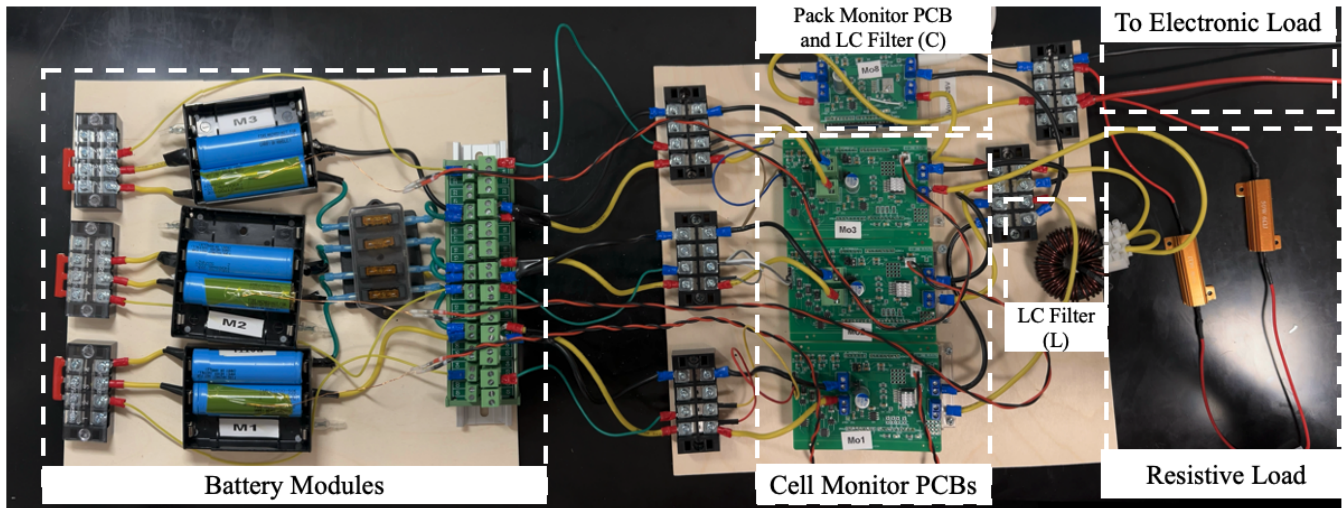 Pack Monitor PCB
and LC Filter (C)
To Electronic Load
M3
M2
M1
Mo8
Mo3
Mo1
LC Filter
(L)
Battery Modules
Cell Monitor PCBs
Resistive Load